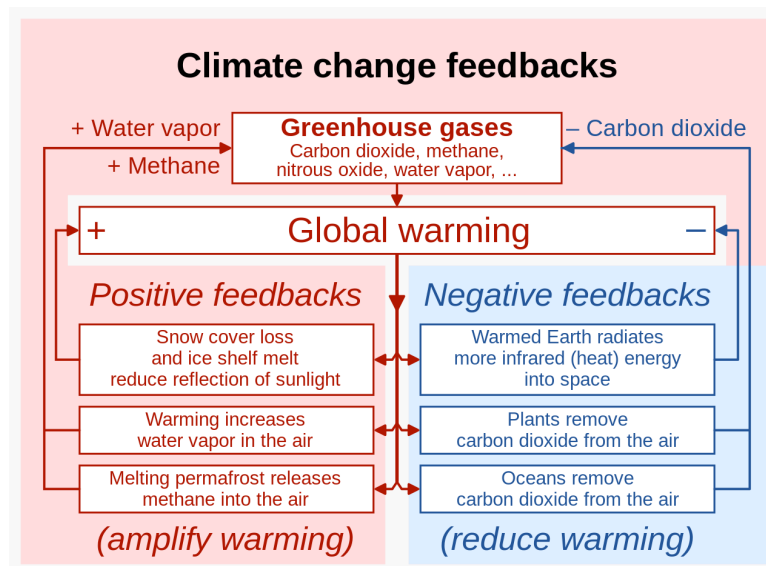 Climate change feedbacks
+ Water vapor
+ Methane
Greenhouse gases
Carbon dioxide, methane,
nitrous oxide, water vapor, ...
– Carbon dioxide
+
Global warming
–
Positive feedbacks
Snow cover loss
and ice shelf melt
reduce reflection of sunlight
Warming increases
water vapor in the air
Melting permafrost releases
methane into the air
(amplify warming)
Negative feedbacks
Warmed Earth radiates
more infrared (heat) energy
into space
Plants remove
carbon dioxide from the air
Oceans remove
carbon dioxide from the air
(reduce warming)